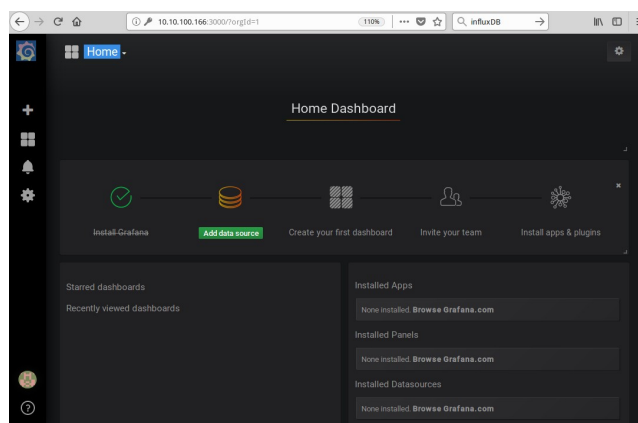 10.10.100.166:3000/?orgId=1
110%
influxDB
Home
Home Dashboard
Install Grafana
Add data source
Create your first dashboard
Invite your team
Install apps & plugins
Starred dashboards
Recently viewed dashboards
Installed Apps
None installed. Browse Grafana.com
Installed Panels
None installed. Browse Grafana.com
Installed Datasources
None installed. Browse Grafana.com